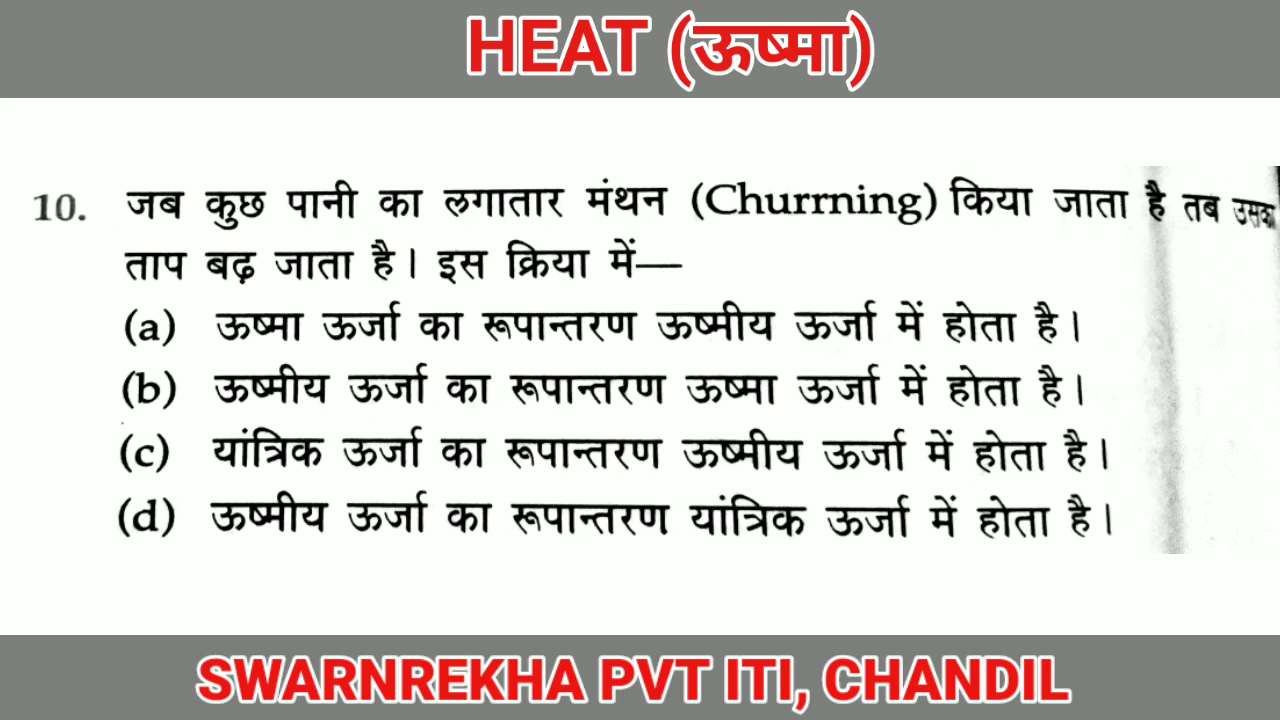 HEAT (ऊष्मा)
10. जब कुछ पानी का लगातार मंथन (Churrning) किया जाता है तब उसका
ताप बढ़ जाता है। इस क्रिया में—
(a) ऊष्मा ऊर्जा का रूपान्तरण ऊष्मीय ऊर्जा में होता है।
(b) ऊष्मीय ऊर्जा का रूपान्तरण ऊष्मा ऊर्जा में होता है।
(c) यांत्रिक ऊर्जा का रूपान्तरण ऊष्मीय ऊर्जा में होता है।
(d) ऊष्मीय ऊर्जा का रूपान्तरण यांत्रिक ऊर्जा में होता है।
SWARNREKHA PVT ITI, CHANDIL